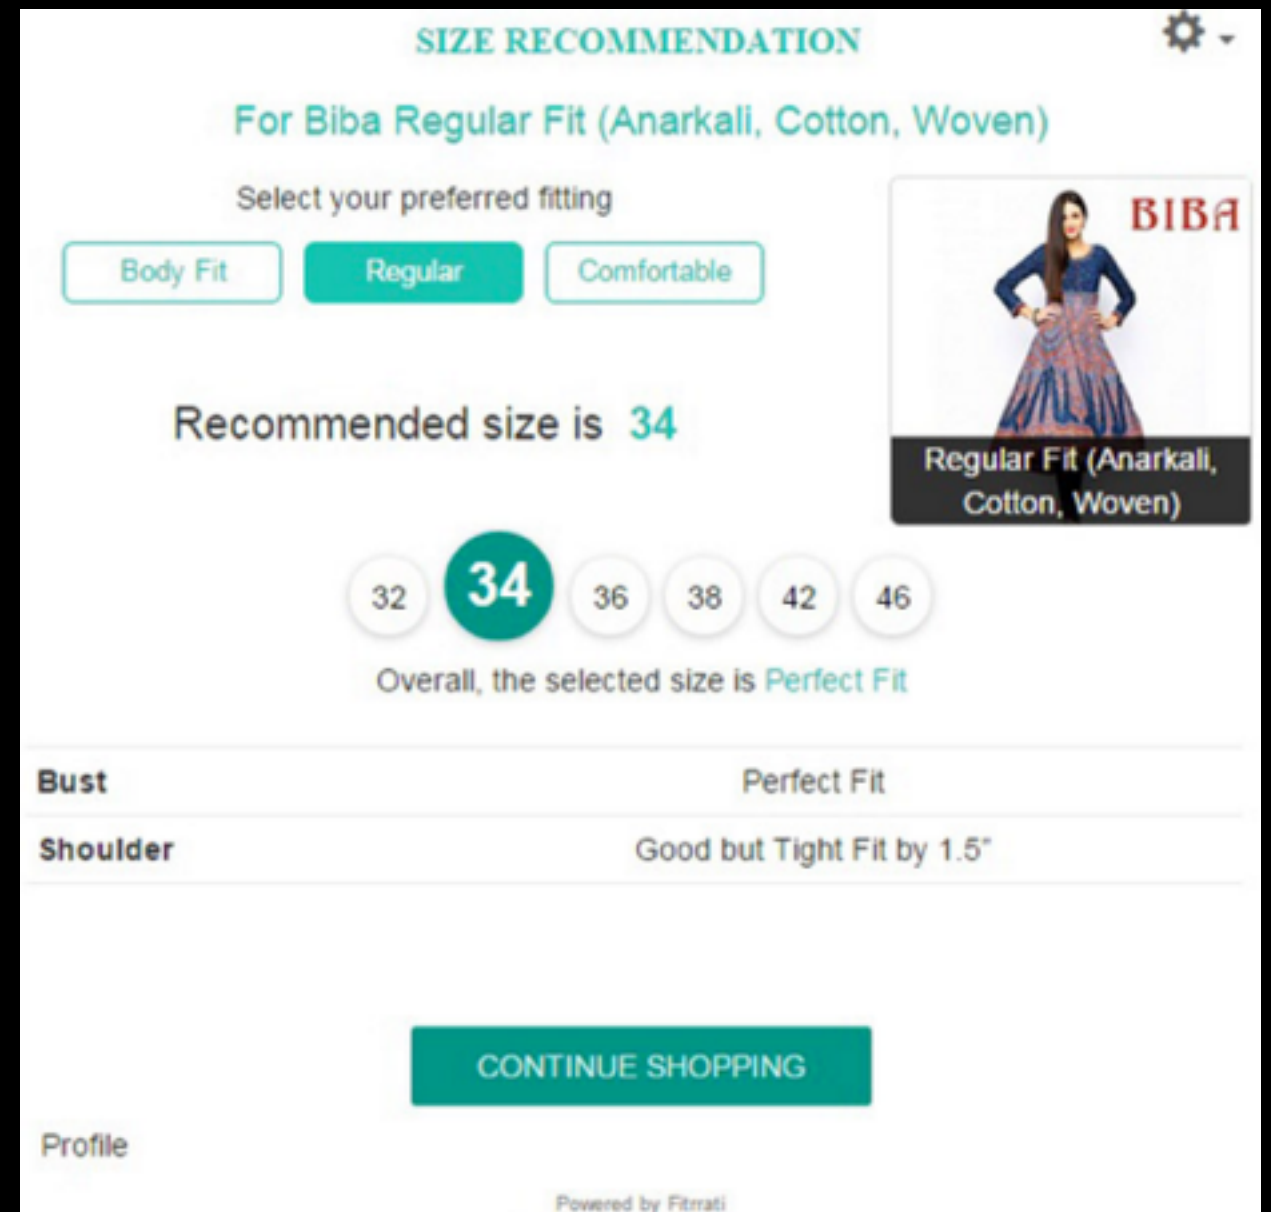 SIZE RECOMMENDATION
For Biba Regular Fit (Anarkali, Cotton, Woven)
Select your preferred fitting
Body Fit
Regular
Comfortable
BIBA
Regular Fit (Anarkali,
Cotton, Woven)
Recommended size is 34
32 34 36 38 42 46
Overall, the selected size is Perfect Fit
Bust Perfect Fit
Shoulder Good but Tight Fit by 1.5"
CONTINUE SHOPPING
Profile
Powered by Fitrrati